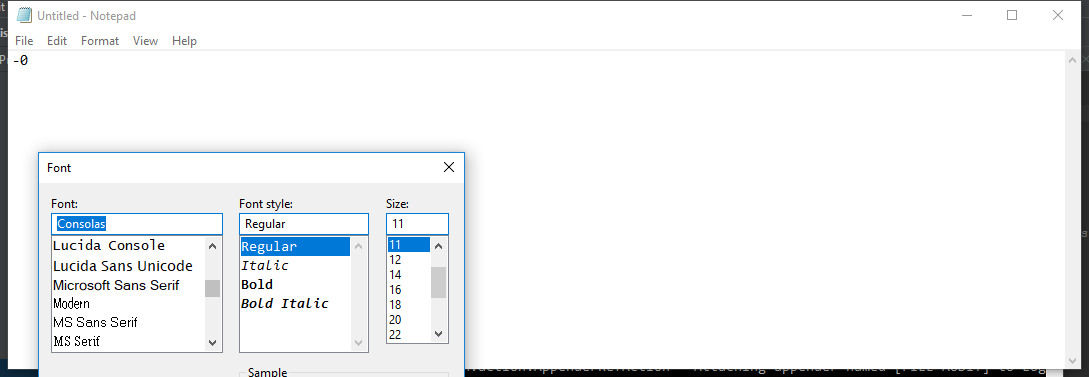 Untitled - Notepad
File Edit Format View Help
-0
Font
Font: Font style: Size:
Consolas Regular 11
Lucida Console Regular 11
Lucida Sans Unicode Italic 12
Microsoft Sans Serif Bold 14
Modern Bold Italic 16
MS Sans Serif 18
MS Serif 20
22
Sample